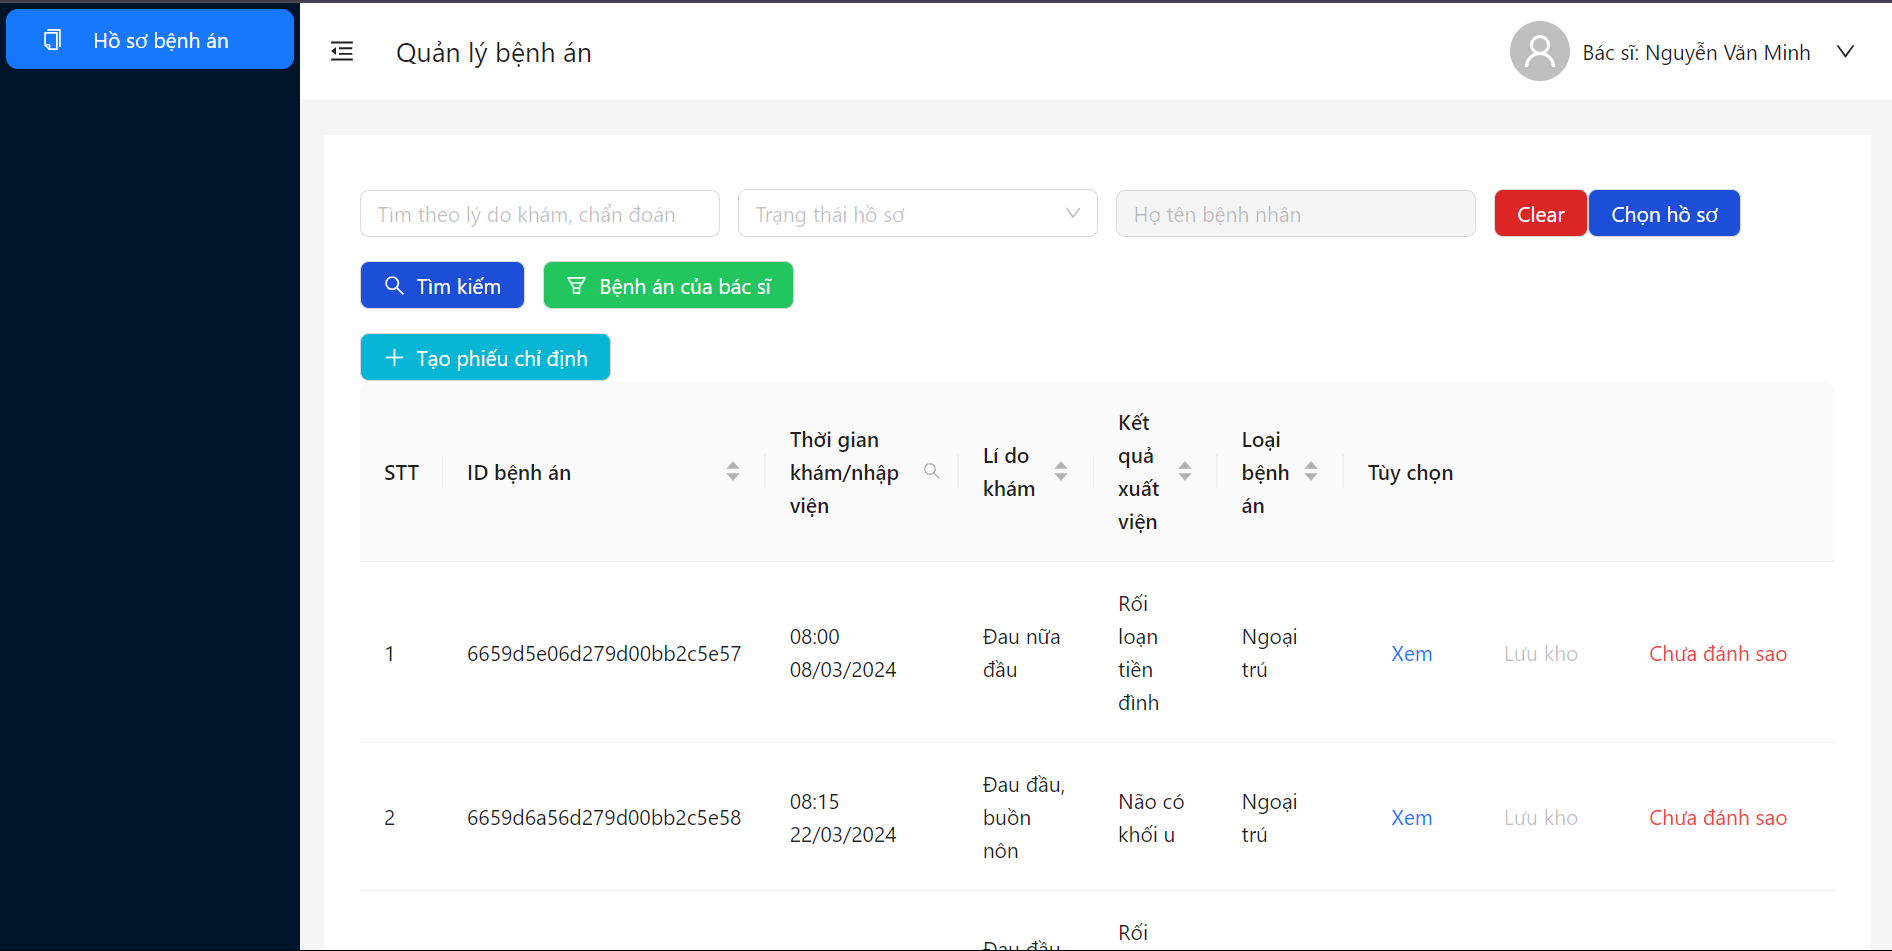 Hồ sơ bệnh án
Quản lý bệnh án
Bác sĩ: Nguyễn Văn Minh
Tìm theo lý do khám, chẩn đoán
Trạng thái hồ sơ
Họ tên bệnh nhân
Clear
Chọn hồ sơ
Tìm kiếm
Bệnh án của bác sĩ
Tạo phiếu chỉ định
STT
ID bệnh án
Thời gian
khám/nhập
viện
Lí do
khám
Kết
quả
xuất
viện
Loại
bệnh
án
Tùy chọn
1
6659d5e06d279d00bb2c5e57
08:00
08/03/2024
Đau nữa
đầu
Rối
loạn
tiền
đình
Ngoại
trú
Xem
Lưu kho
Chưa đánh sao
2
6659d6a56d279d00bb2c5e58
08:15
22/03/2024
Đau đầu,
buồn
nôn
Não có
khối u
Ngoại
trú
Xem
Lưu kho
Chưa đánh sao
Đau đầu
Rối